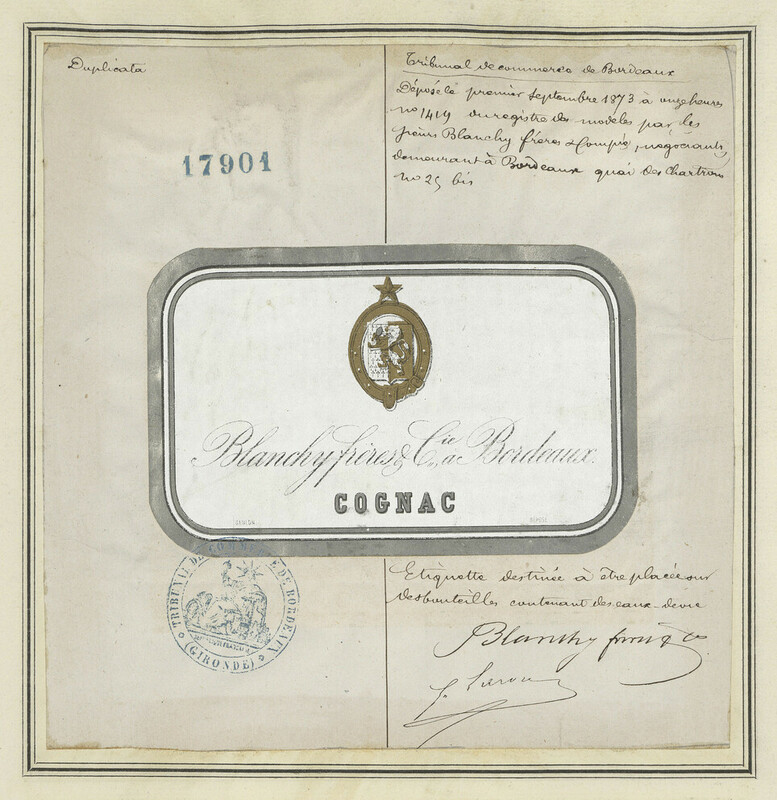 Duplicata
17901
Tribunal de commerce de Bordeaux
Déposé le premier septembre 1873 à onze heures
no 1419 du registre des modèles par les
sieurs Blanchy frères & Compie, négociants,
demeurant à Bordeaux quai des Chartrons
no 25 bis
Blanchy frères & Cie à Bordeaux.
COGNAC
DÉPOSÉ
TRIBUNAL DE COMMERCE DE BORDEAUX
(GIRONDE)
Etiquette destinée à être placée sur
des bouteilles contenant des eaux-de-vie
Blanchy frères & Co